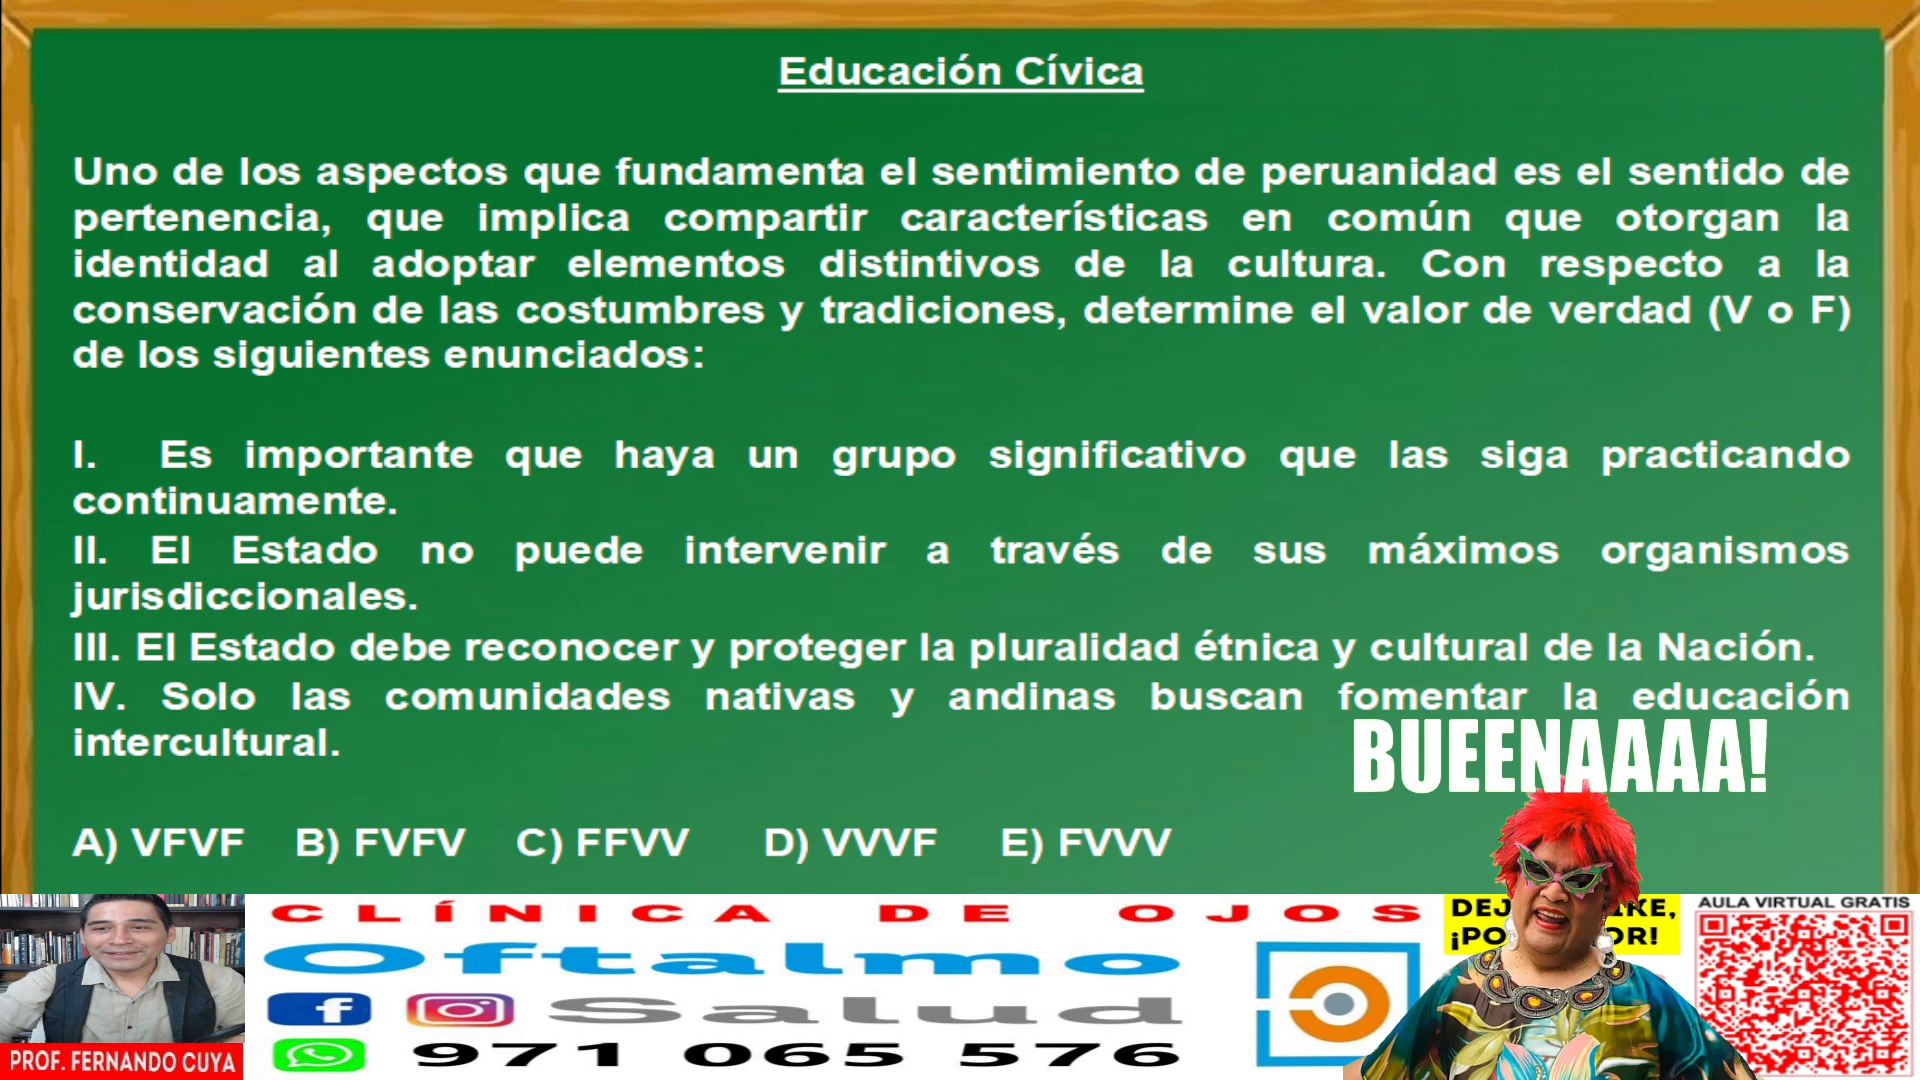 Educación Cívica
Uno de los aspectos que fundamenta el sentimiento de peruanidad es el sentido de
pertenencia, que implica compartir características en común que otorgan la
identidad al adoptar elementos distintivos de la cultura. Con respecto a la
conservación de las costumbres y tradiciones, determine el valor de verdad (V o F)
de los siguientes enunciados:
I. Es importante que haya un grupo significativo que las siga practicando
continuamente.
II. El Estado no puede intervenir a través de sus máximos organismos
jurisdiccionales.
III. El Estado debe reconocer y proteger la pluralidad étnica y cultural de la Nación.
IV. Solo las comunidades nativas y andinas buscan fomentar la educación
intercultural.
BUEENAAAA!
A) VFVF B) FVFV C) FFVV D) VVVF E) FVVV
CLÍNICA DE OJOS
Oftalmo
Salud
971 065 576
PROF. FERNANDO CUYA
AULA VIRTUAL GRATIS